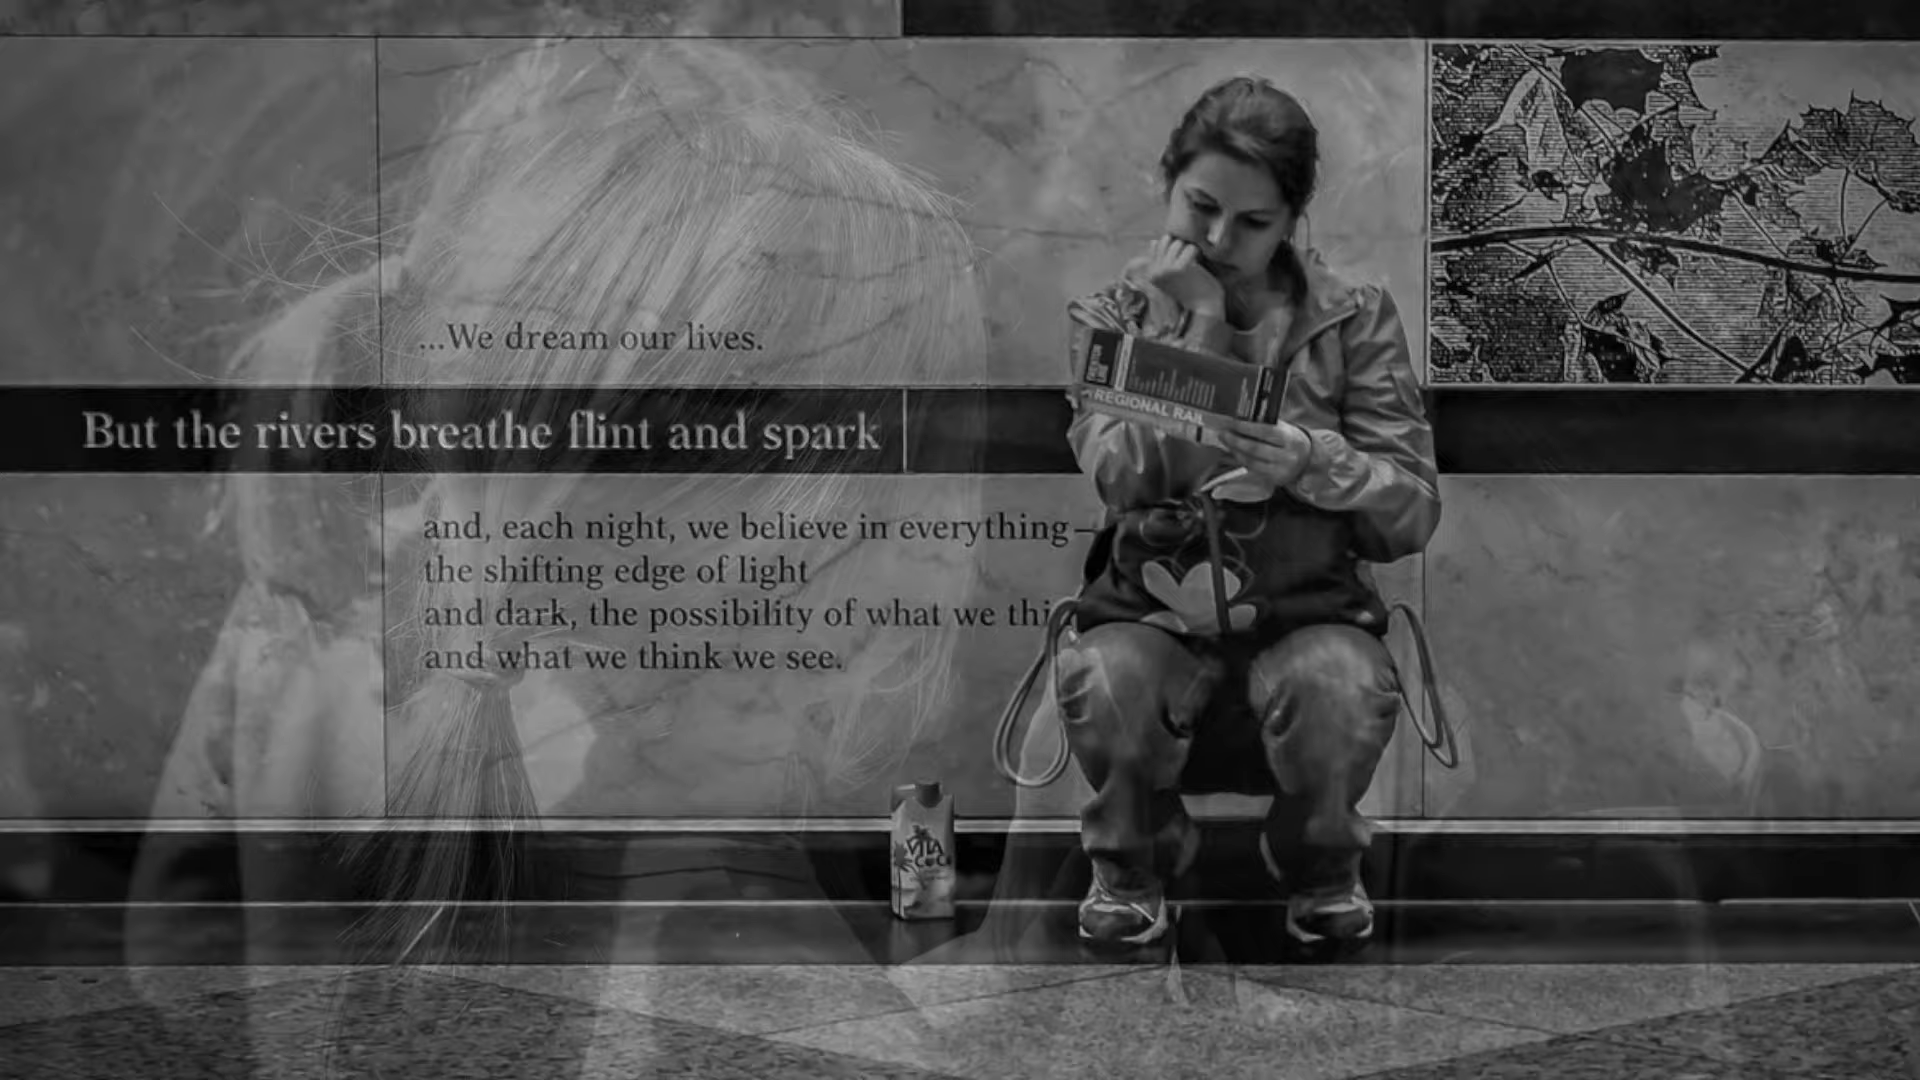 ...We dream our lives.
But the rivers breathe flint and spark
and, each night, we believe in everything—
the shifting edge of light
and dark, the possibility of what we thi
and what we think we see.
REGIONAL RAIL
VITA
COCO